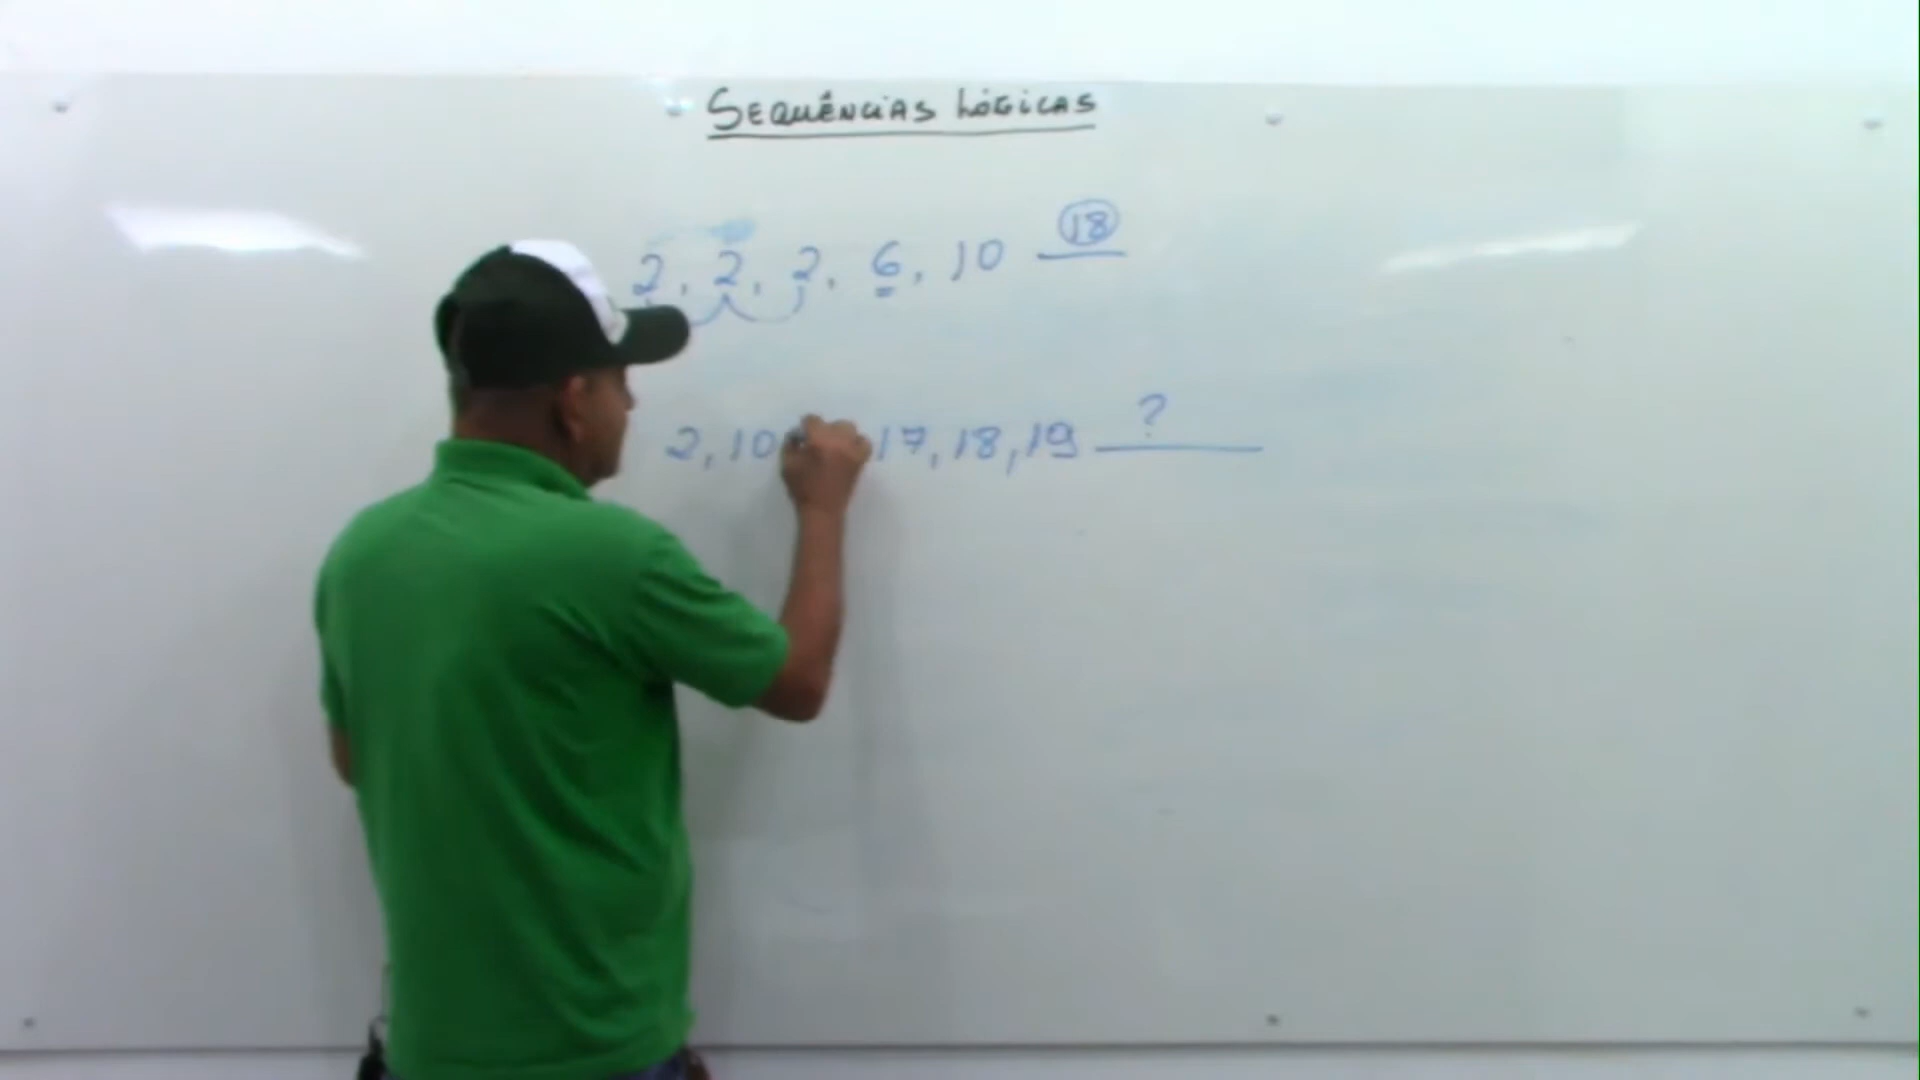 SEQUÊNCIAS LÓGICAS
18
2, 2, 2, 6, 10
?
2, 10 17, 18, 19